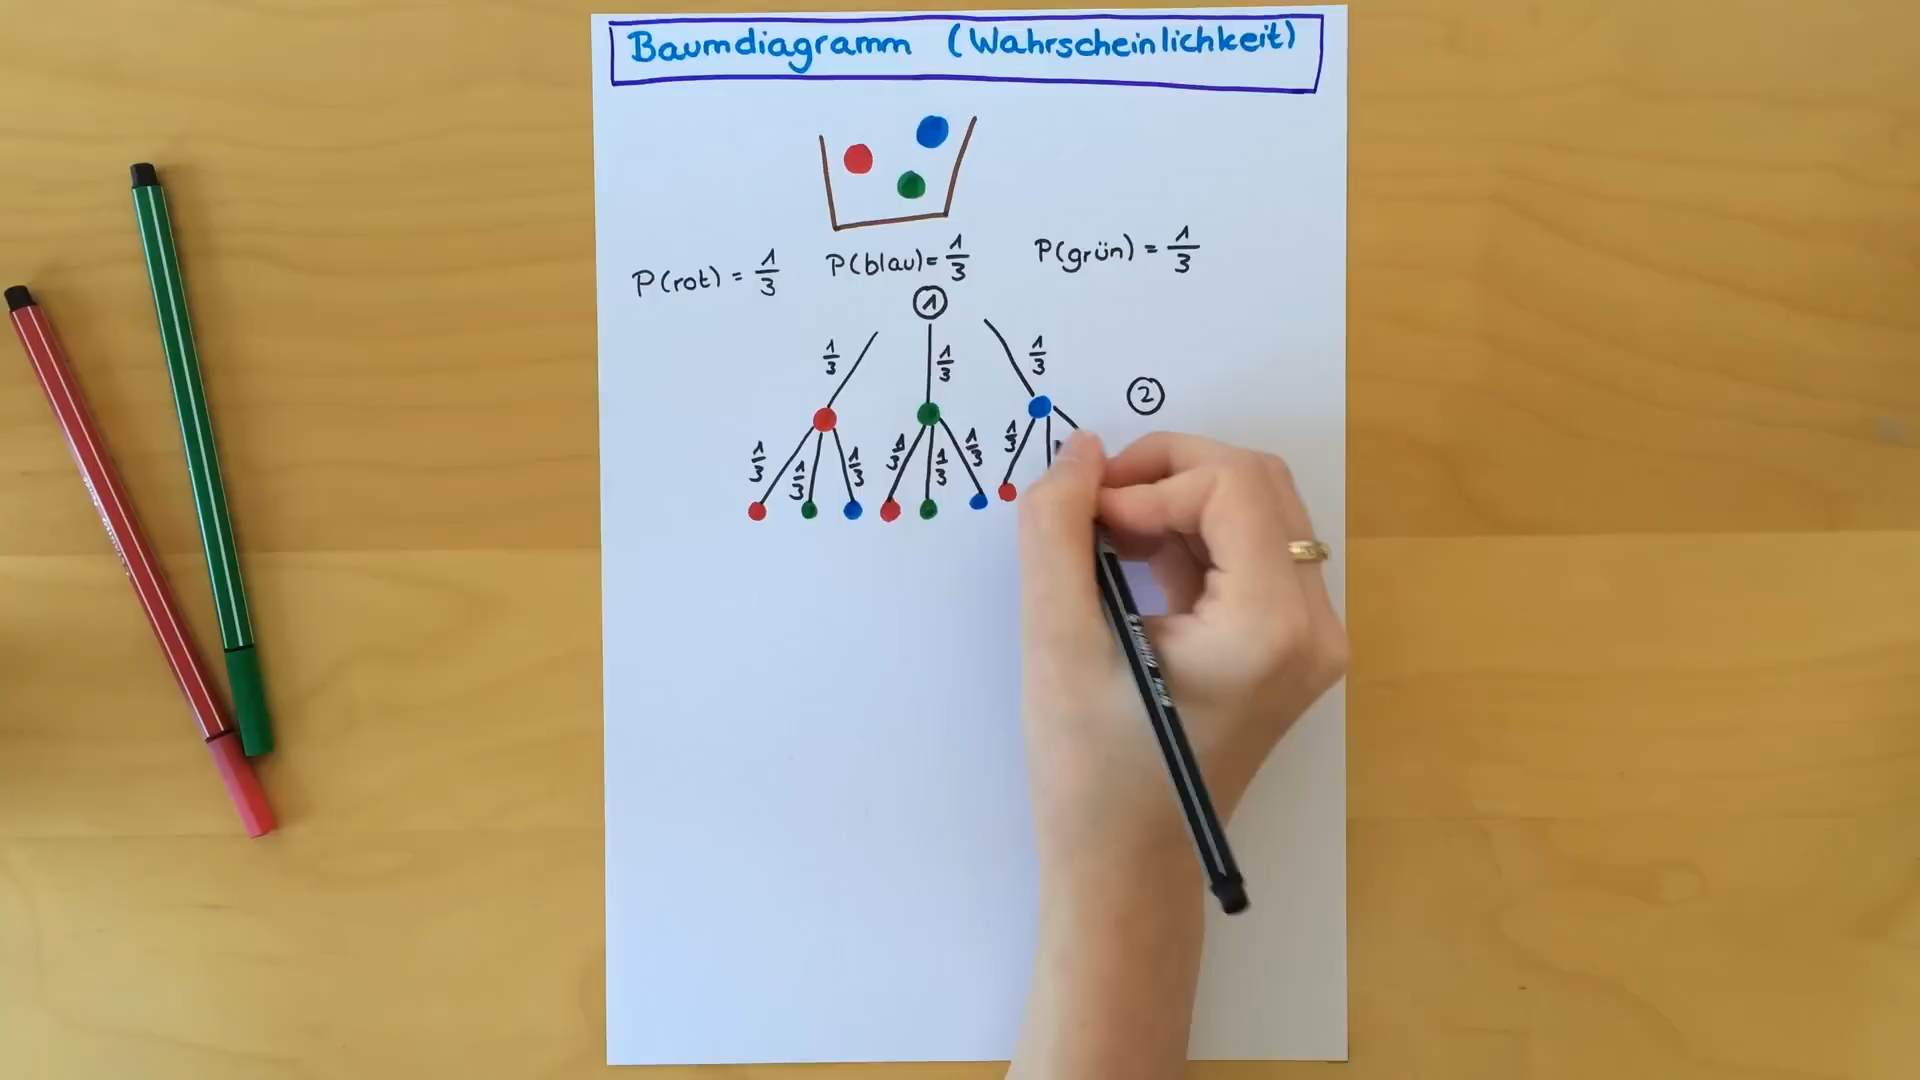 Baumdiagramm (Wahrscheinlichkeit)
P(rot) = 1/3 P(blau) = 1/3 P(grün) = 1/3
1
1/3 1/3 1/3
2
1/3 1/3 1/3 1/3 1/3 1/3 1/3